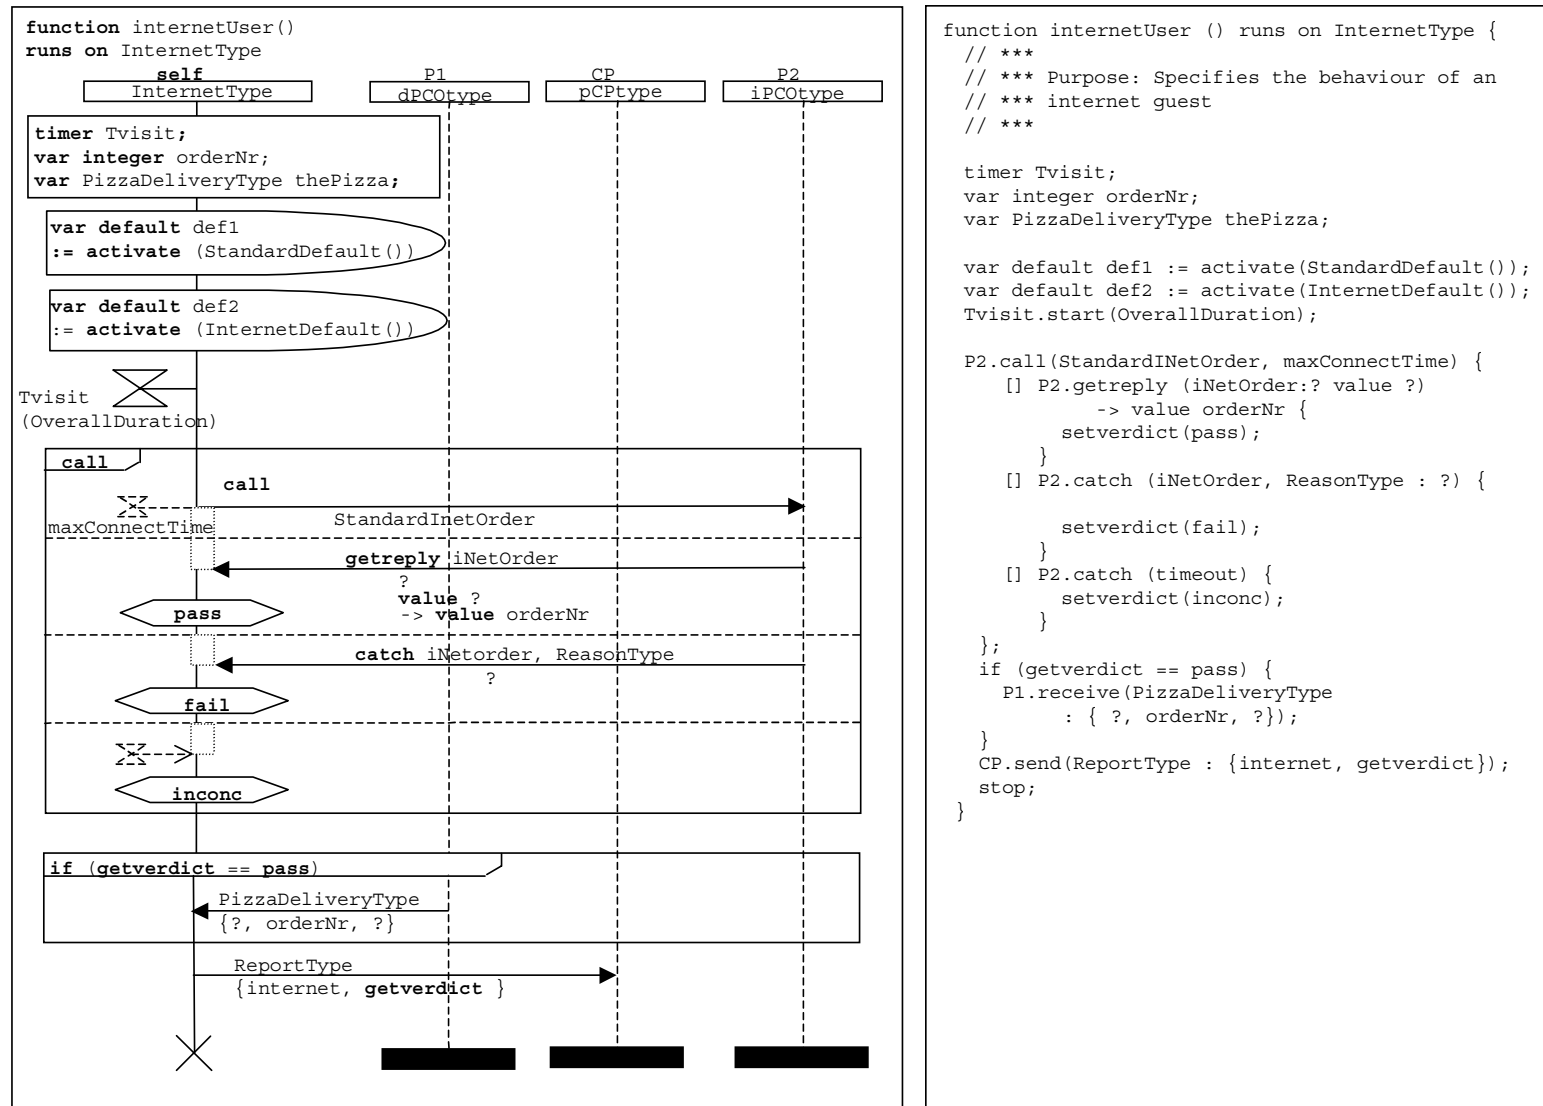 function internetUser()
runs on InternetType
self
InternetType
P1
dPCOtype
CP
pCPtype
P2
iPCOtype
timer Tvisit;
var integer orderNr;
var PizzaDeliveryType thePizza;
var default def1
:= activate (StandardDefault())
var default def2
:= activate (InternetDefault())
Tvisit
(OverallDuration)
call
call
maxConnectTime
StandardInetOrder
getreply iNetOrder
?
value ?
-> value orderNr
pass
catch iNetorder, ReasonType
?
fail
inconc
if (getverdict == pass)
PizzaDeliveryType
{?, orderNr, ?}
ReportType
{internet, getverdict }
function internetUser () runs on InternetType {
// ***
// *** Purpose: Specifies the behaviour of an
// *** internet guest
// ***
timer Tvisit;
var integer orderNr;
var PizzaDeliveryType thePizza;
var default def1 := activate(StandardDefault());
var default def2 := activate(InternetDefault());
Tvisit.start(OverallDuration);
P2.call(StandardINetOrder, maxConnectTime) {
[] P2.getreply (iNetOrder:? value ?)
-> value orderNr {
setverdict(pass);
}
[] P2.catch (iNetOrder, ReasonType : ?) {
setverdict(fail);
}
[] P2.catch (timeout) {
setverdict(inconc);
}
};
if (getverdict == pass) {
P1.receive(PizzaDeliveryType
: { ?, orderNr, ?});
}
CP.send(ReportType : {internet, getverdict});
stop;
}